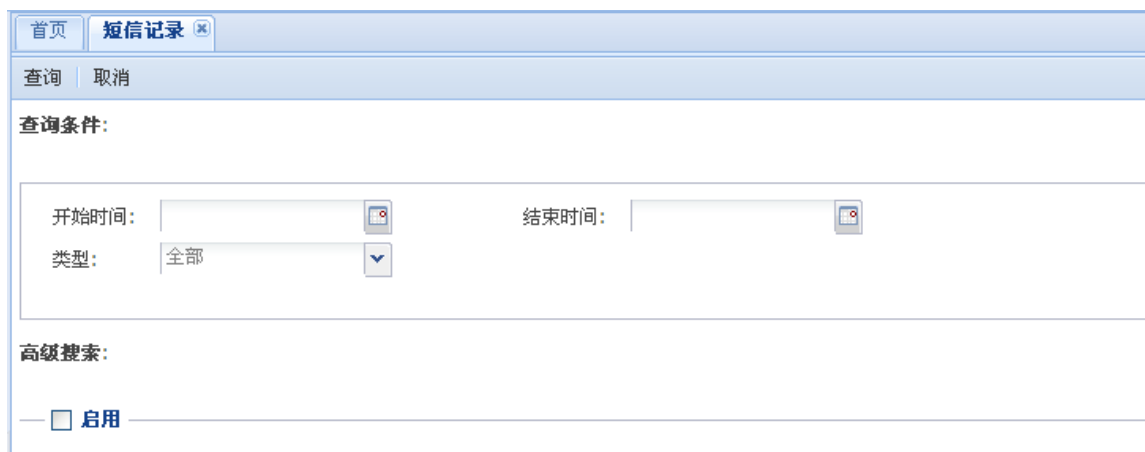 首页 短信记录
查询 取消
查询条件:
开始时间: 结束时间:
类型: 全部
高级搜索:
启用